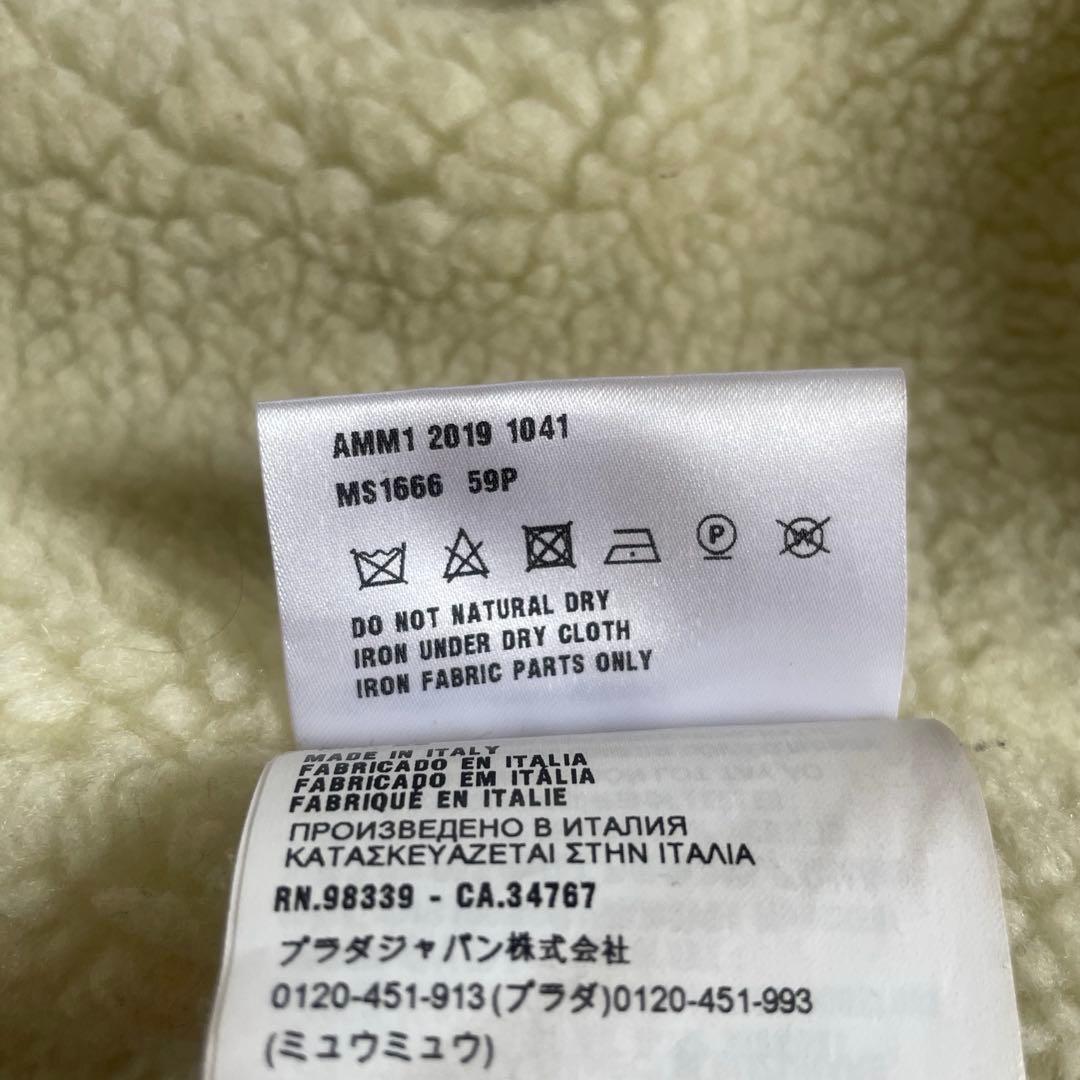 AMM1 2019 1041
MS1666 59P
P W
DO NOT NATURAL DRY
IRON UNDER DRY CLOTH
IRON FABRIC PARTS ONLY
MADE IN ITALY
FABRICADO EN ITALIA
FABRICADO EM ITÁLIA
FABRIQUÉ EN ITALIE
ПРОИЗВЕДЕНО В ИТАЛИЯ
ΚΑΤΑΣΚΕΥΑΖΕΤΑΙ ΣΤΗΝ ΙΤΑΛΙΑ
RN.98339 - CA.34767
プラダジャパン株式会社
0120-451-913(プラダ)0120-451-993
(ミュウミュウ)